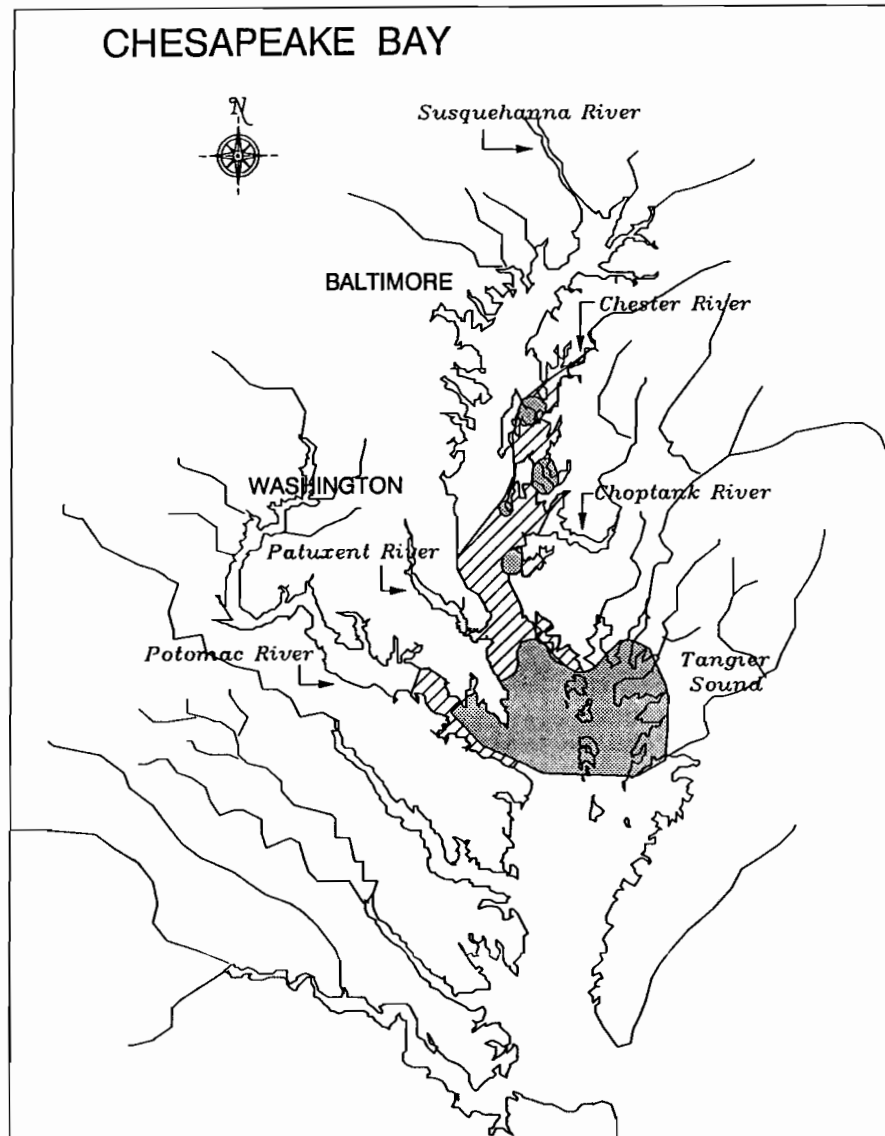 CHESAPEAKE BAY
N
Susquehanna River
BALTIMORE
Chester River
WASHINGTON
Choptank River
Patuxent River
Potomac River
Tangier
Sound